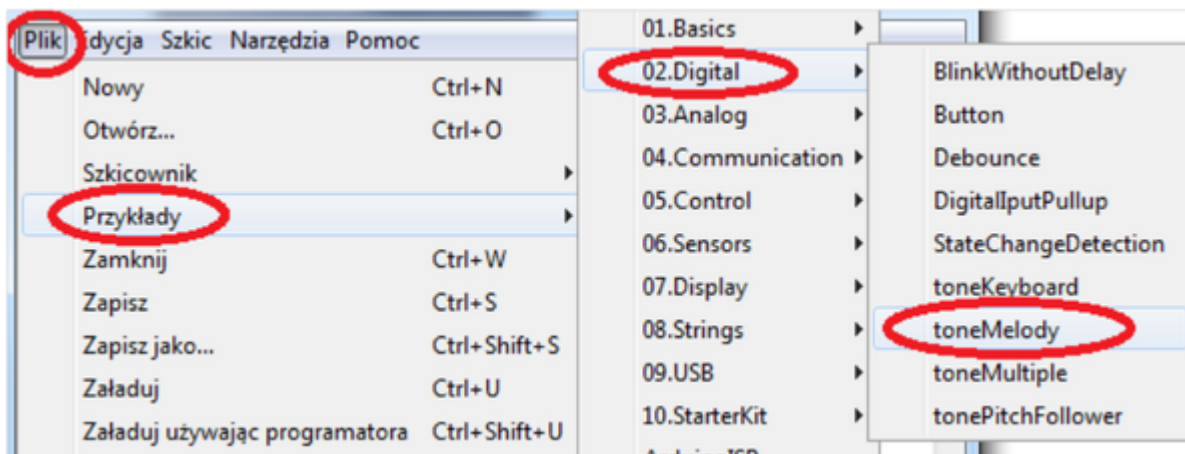 Plik Edycja Szkic Narzędzia Pomoc
Nowy Ctrl+N
Otwórz... Ctrl+O
Szkicownik
Przykłady
Zamknij Ctrl+W
Zapisz Ctrl+S
Zapisz jako... Ctrl+Shift+S
Załaduj Ctrl+U
Załaduj używając programatora Ctrl+Shift+U
01.Basics
02.Digital
03.Analog
04.Communication
05.Control
06.Sensors
07.Display
08.Strings
09.USB
10.StarterKit
BlinkWithoutDelay
Button
Debounce
DigitalIputPullup
StateChangeDetection
toneKeyboard
toneMelody
toneMultiple
tonePitchFollower